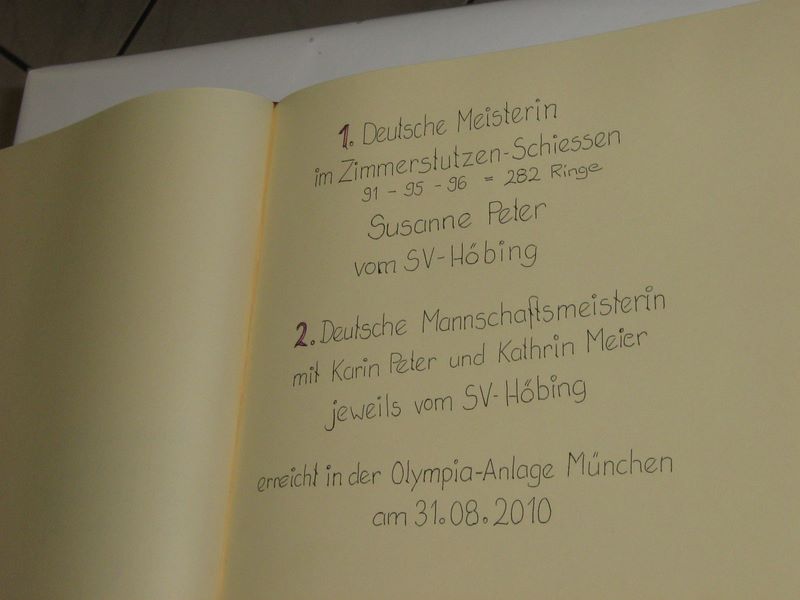 1. Deutsche Meisterin
im Zimmerstutzen-Schiessen
91 - 95 - 96 = 282 Ringe
Susanne Peter
vom SV-Höbing
2. Deutsche Mannschaftsmeisterin
mit Karin Peter und Kathrin Meier
jeweils vom SV-Höbing
erreicht in der Olympia-Anlage München
am 31.08.2010